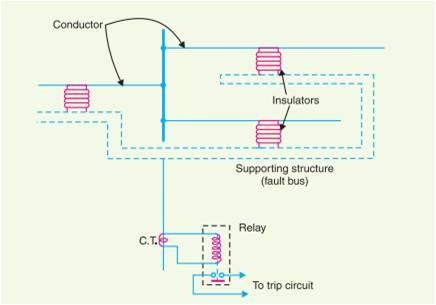 Conductor
Insulators
Supporting structure
(fault bus)
Relay
C.T.
To trip circuit